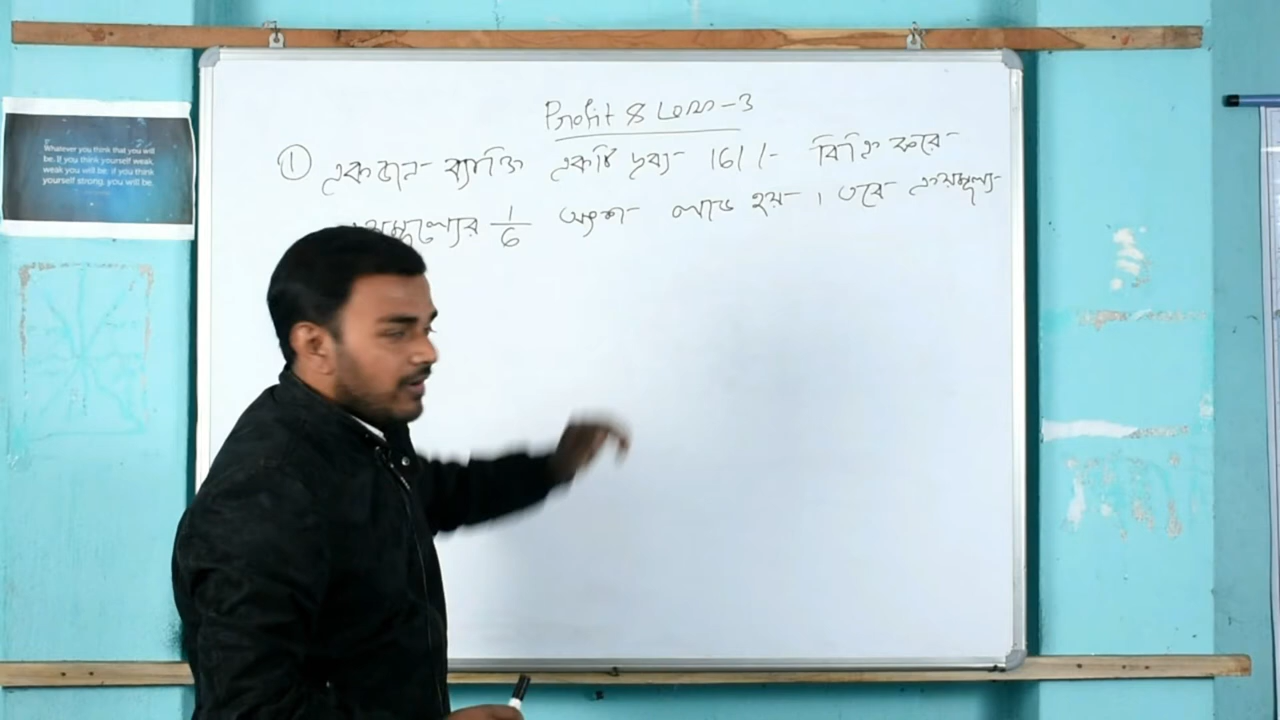 Whatever you think that you will
be. If you think yourself weak,
weak you will be; if you think
yourself strong, you will be.
Profit & Loss-3
① একজন ব্যক্তি একটি দ্রব্য 161/- বিক্রি করে
ক্রয়মূল্যের 1/6 অংশ লাভ হয়। তবে ক্রয়মূল্য